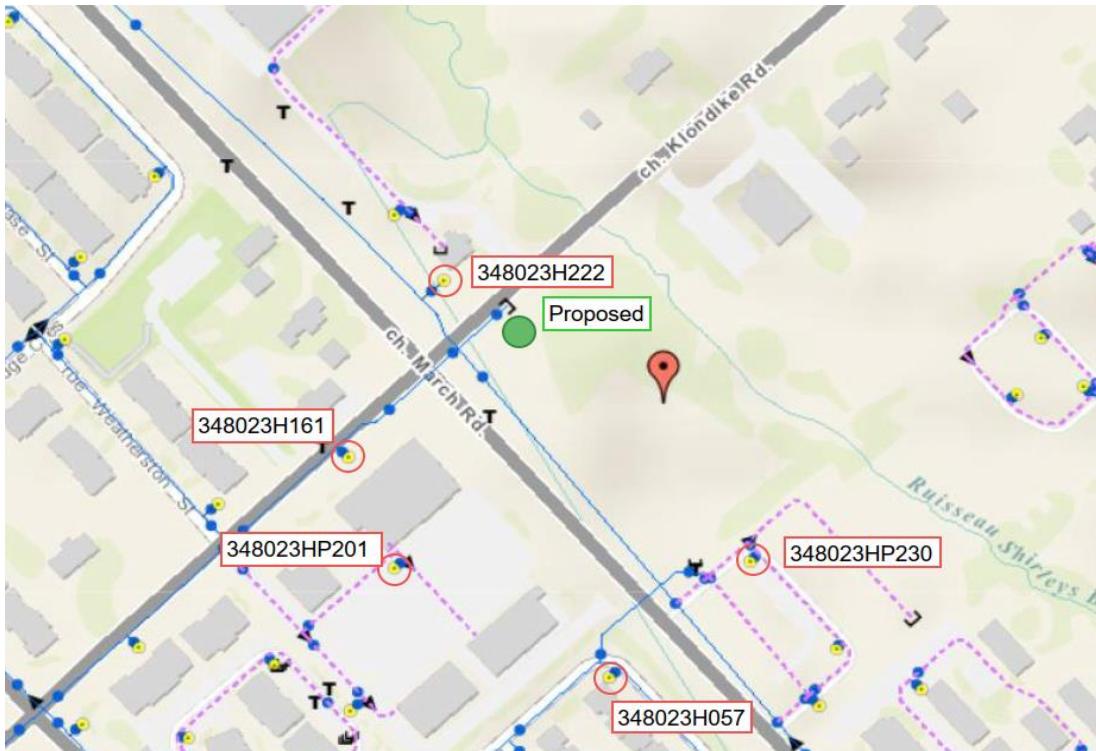 ch. Klondike Rd.
T
T
T
348023H222
Proposed
ch. March Rd.
T
348023H161
T
rue Weatherston St
Ruisseau Shirleys
348023HP201
348023HP230
T
T
348023H057